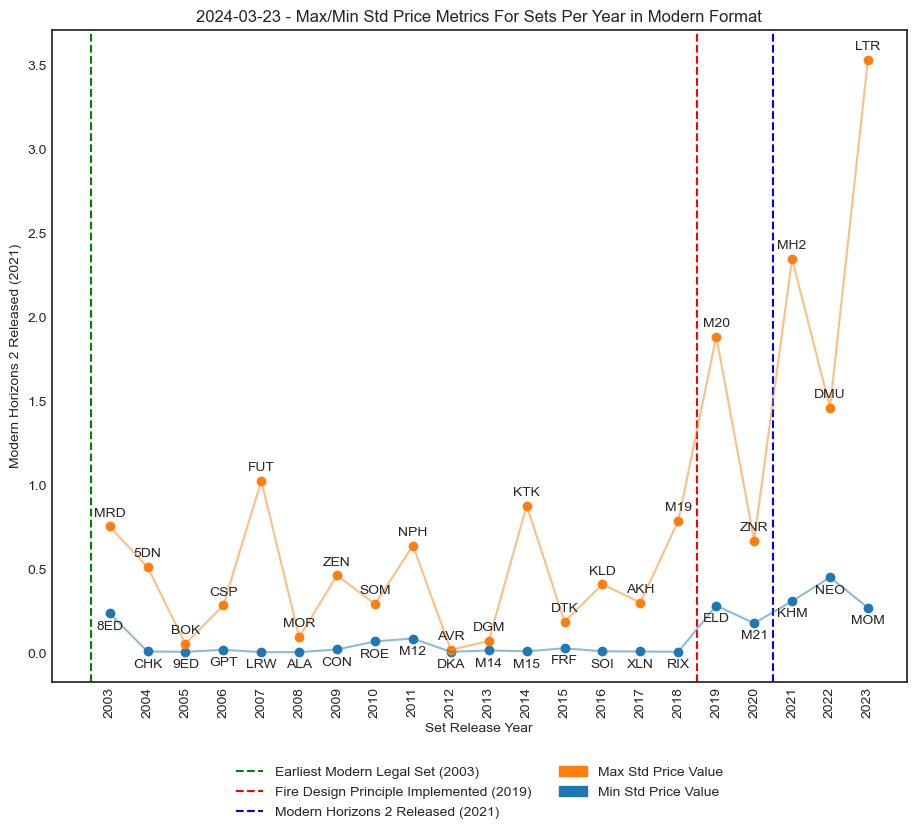 2024-03-23 - Max/Min Std Price Metrics For Sets Per Year in Modern Format
Modern Horizons 2 Released (2021)
3.5
3.0
2.5
2.0
1.5
1.0
0.5
0.0
MRD
5DN
BOK
CSP
FUT
MOR
ZEN
SOM
NPH
AVR
DGM
KTK
DTK
KLD
AKH
M19
M20
ZNR
MH2
DMU
LTR
8ED
CHK
9ED
GPT
LRW
ALA
CON
ROE
M12
DKA
M14
M15
FRF
SOI
XLN
RIX
ELD
M21
KHM
NEO
MOM
2003
2004
2005
2006
2007
2008
2009
2010
2011
2012
2013
2014
2015
2016
2017
2018
2019
2020
2021
2022
2023
Set Release Year
Earliest Modern Legal Set (2003)
Fire Design Principle Implemented (2019)
Modern Horizons 2 Released (2021)
Max Std Price Value
Min Std Price Value